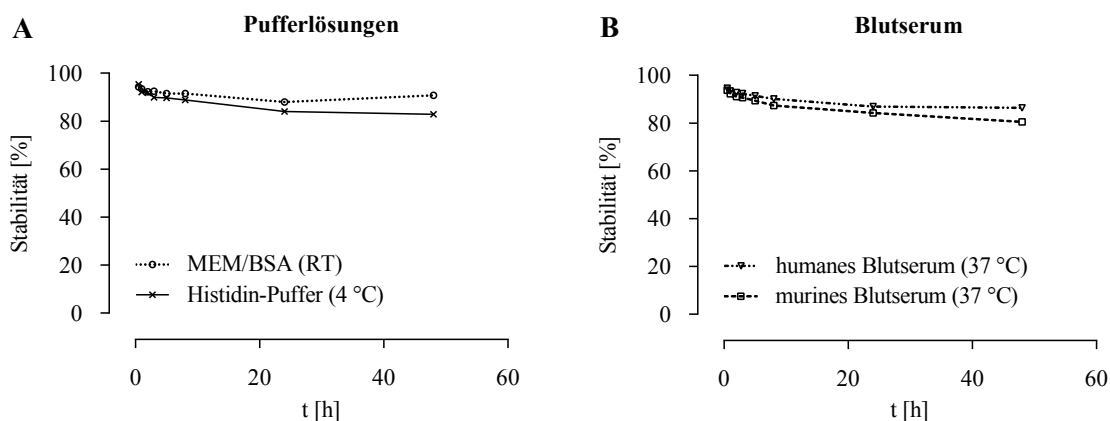 A
Pufferlösungen
Stabilität [%]
100
80
60
40
20
0
MEM/BSA (RT)
Histidin-Puffer (4 °C)
0 20 40 60
t [h]
B
Blutserum
Stabilität [%]
100
80
60
40
20
0
humanes Blutserum (37 °C)
murines Blutserum (37 °C)
0 20 40 60
t [h]